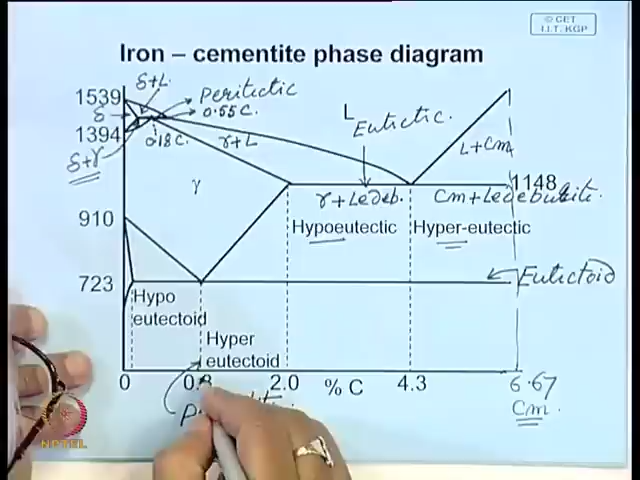 © CET
I.I.T. KGP
Iron – cementite phase diagram
δ+L
1539
Peritectic
δ
0.55C.
1394
0.18C.
δ+γ
γ+L
L
Eutectic.
L+Cm
γ
1148
γ+Ledeb.
Cm+Ledeburite.
910
Hypoeutectic
Hyper-eutectic
723
Eutectoid
Hypo
eutectoid
Hyper
eutectoid
0
0.8
2.0
% C
4.3
6.67
Cm.
NPTEL